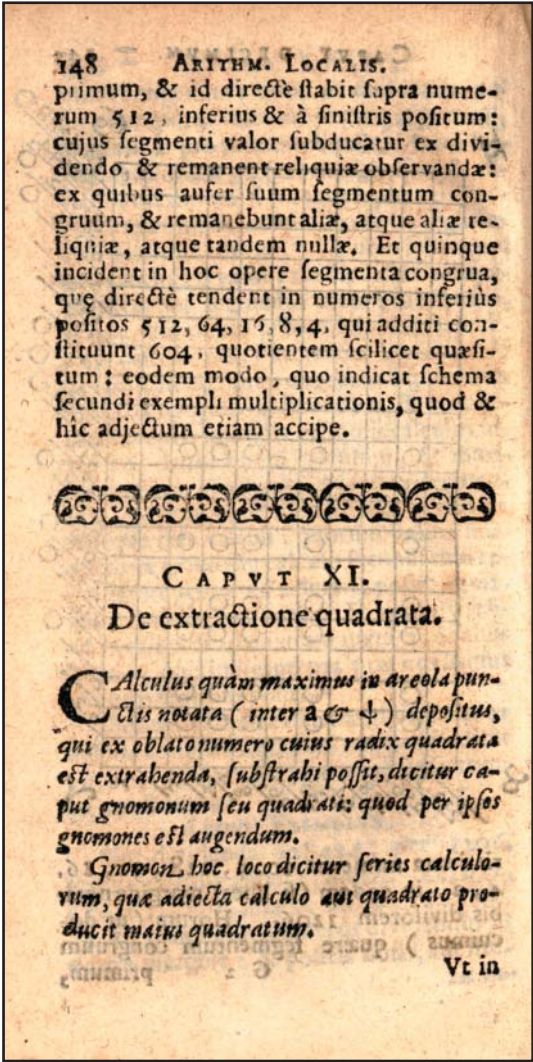 148 ARITHM. LOCALIS.
primum, & id directè stabit supra nume-
rum 512, inferius & à sinistris positum:
cujus segmenti valor subducatur ex divi-
dendo & remanent reliquiæ observandæ:
ex quibus aufer suum segmentum con-
gruum, & remanebunt aliæ, atque aliæ re-
liquiæ, atque tandem nullæ. Et quinque
incident in hoc opere segmenta congrua,
quę directè tendent in numeros inferiùs
positos 512, 64, 16, 8, 4, qui additi con-
stituunt 604, quotientem scilicet quæsi-
tum: eodem modo, quo indicat schema
secundi exempli multiplicationis, quod &
hîc adjectum etiam accipe.
CAPVT XI.
De extractione quadrata.
CAlculus quàm maximus in areola pun-
ctis notata (inter a & ↓) depositus,
qui ex oblato numero cuius radix quadrata
est extrahenda, substrahi possit, dicitur ca-
put gnomonum seu quadrati: quod per ipsos
gnomones est augendum.
Gnomon hoc loco dicitur series calculo-
rum, quæ adiecta calculo aut quadrato pro-
ducit maius quadratum.
Vt in